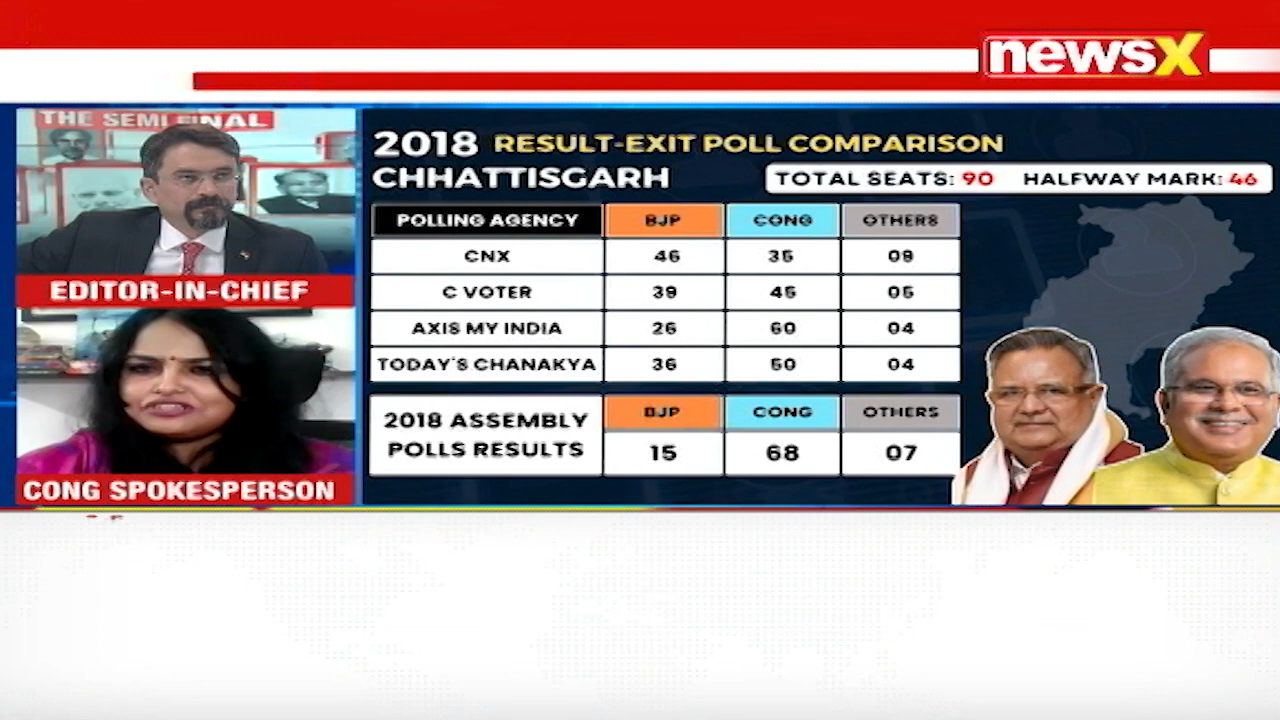 newsX
THE SEMI FINAL
EDITOR-IN-CHIEF
CONG SPOKESPERSON
2018 RESULT-EXIT POLL COMPARISON
CHHATTISGARH
TOTAL SEATS: 90 HALFWAY MARK: 46
POLLING AGENCY BJP CONG OTHERS
CNX 46 35 09
C VOTER 39 45 05
AXIS MY INDIA 26 60 04
TODAY'S CHANAKYA 36 50 04
2018 ASSEMBLY
POLLS RESULTS
BJP CONG OTHERS
15 68 07